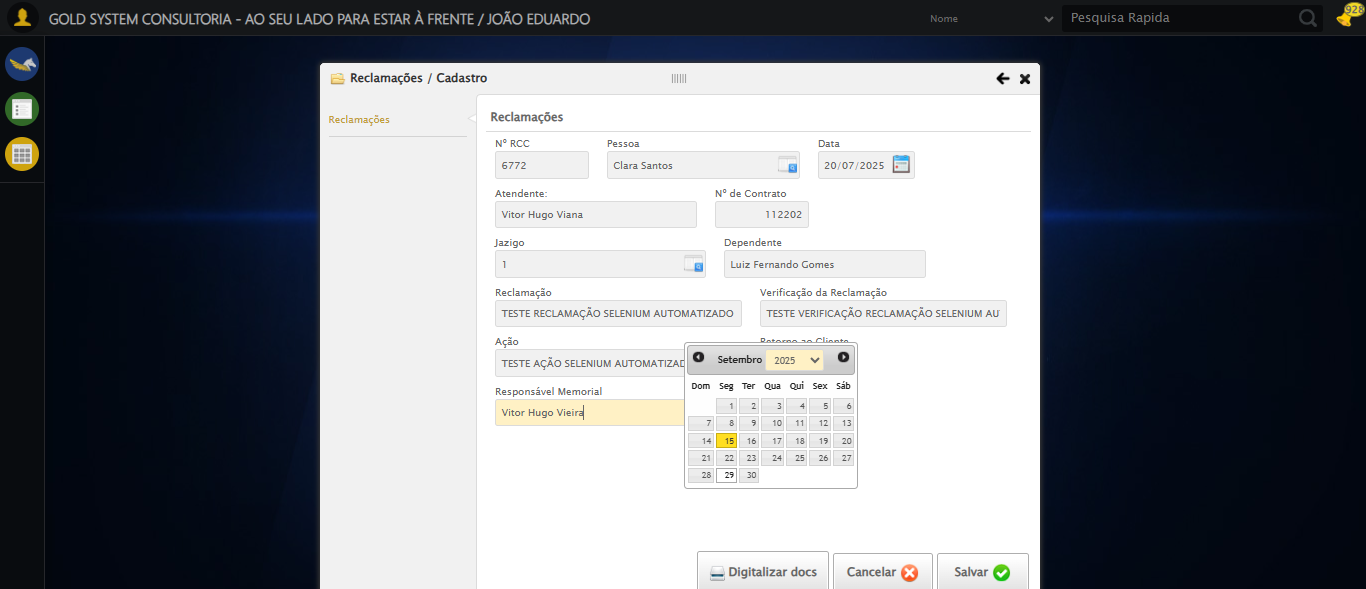 GOLD SYSTEM CONSULTORIA - AO SEU LADO PARA ESTAR À FRENTE / JOÃO EDUARDO
Nome
Pesquisa Rapida
928
Reclamações / Cadastro
Reclamações
Reclamações
Nº RCC Pessoa Data
6772 Clara Santos 20/07/2025
Atendente: Nº de Contrato
Vitor Hugo Viana 112202
Jazigo Dependente
1 Luiz Fernando Gomes
Reclamação Verificação da Reclamação
TESTE RECLAMAÇÃO SELENIUM AUTOMATIZADO TESTE VERIFICAÇÃO RECLAMAÇÃO SELENIUM AU
Ação Retorno ao Cliente
TESTE AÇÃO SELENIUM AUTOMATIZAD
Responsável Memorial
Vitor Hugo Vieira
Setembro 2025
Dom Seg Ter Qua Qui Sex Sáb
1 2 3 4 5 6
7 8 9 10 11 12 13
14 15 16 17 18 19 20
21 22 23 24 25 26 27
28 29 30
Digitalizar docs Cancelar Salvar